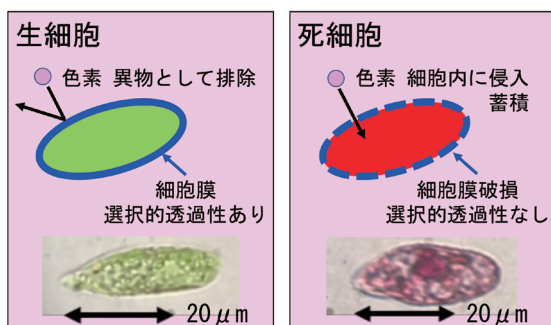 生細胞
色素 異物として排除
細胞膜
選択的透過性あり
20μm
死細胞
色素 細胞内に侵入
蓄積
細胞膜破損
選択的透過性なし
20μm